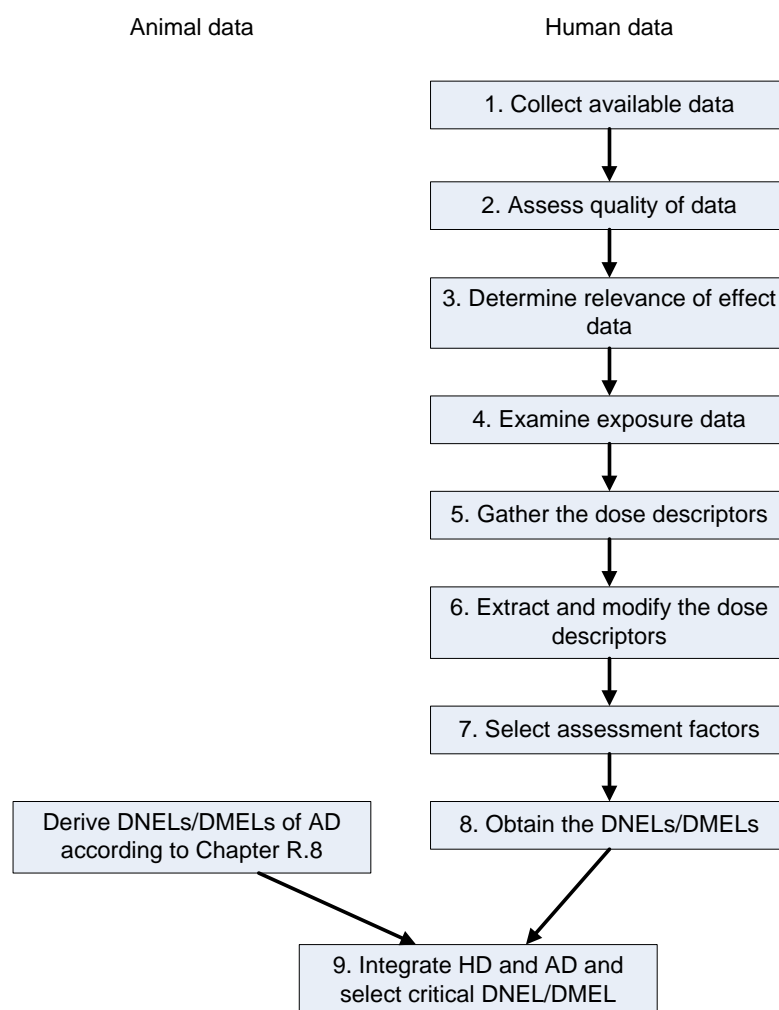 Animal data
Human data
1. Collect available data
2. Assess quality of data
3. Determine relevance of effect
data
4. Examine exposure data
5. Gather the dose descriptors
6. Extract and modify the dose
descriptors
7. Select assessment factors
Derive DNELs/DMELs of AD
according to Chapter R.8
8. Obtain the DNELs/DMELs
9. Integrate HD and AD and
select critical DNEL/DMEL